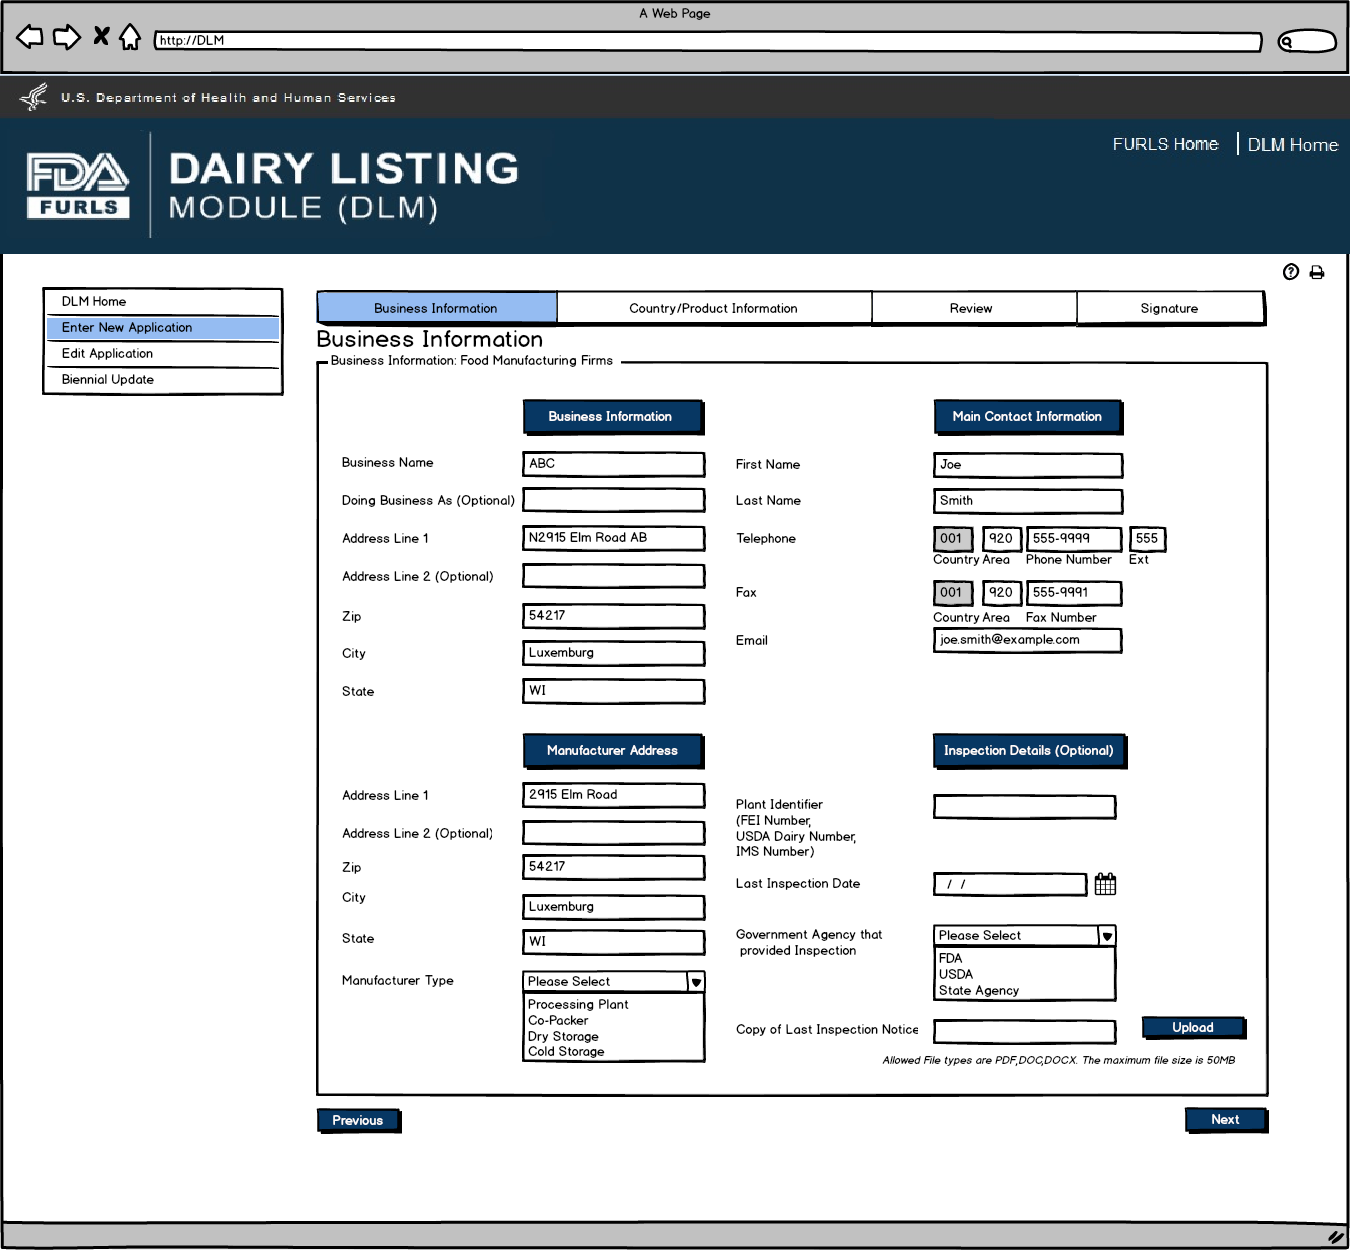 A Web Page
http://DLM
U.S. Department of Health and Human Services
FURLS Home
DLM Home
FDA
FURLS
DAIRY LISTING
MODULE (DLM)
DLM Home
Enter New Application
Edit Application
Biennial Update
Business Information
Country/Product Information
Review
Signature
Business Information
Business Information: Food Manufacturing Firms
Business Information
Business Name ABC
Doing Business As (Optional)
Address Line 1 N2915 Elm Road AB
Address Line 2 (Optional)
Zip 54217
City Luxemburg
State WI
Main Contact Information
First Name Joe
Last Name Smith
Telephone 001 920 555-9999 555
Country Area Phone Number Ext
Fax 001 920 555-9991
Country Area Fax Number
Email joe.smith@example.com
Manufacturer Address
Address Line 1 2915 Elm Road
Address Line 2 (Optional)
Zip 54217
City Luxemburg
State WI
Manufacturer Type Please Select
Processing Plant
Co-Packer
Dry Storage
Cold Storage
Inspection Details (Optional)
Plant Identifier
(FEI Number,
USDA Dairy Number,
IMS Number)
Last Inspection Date / /
Government Agency that
provided Inspection
Please Select
FDA
USDA
State Agency
Copy of Last Inspection Notice
Upload
Allowed File types are PDF,DOC,DOCX. The maximum file size is 50MB
Previous
Next